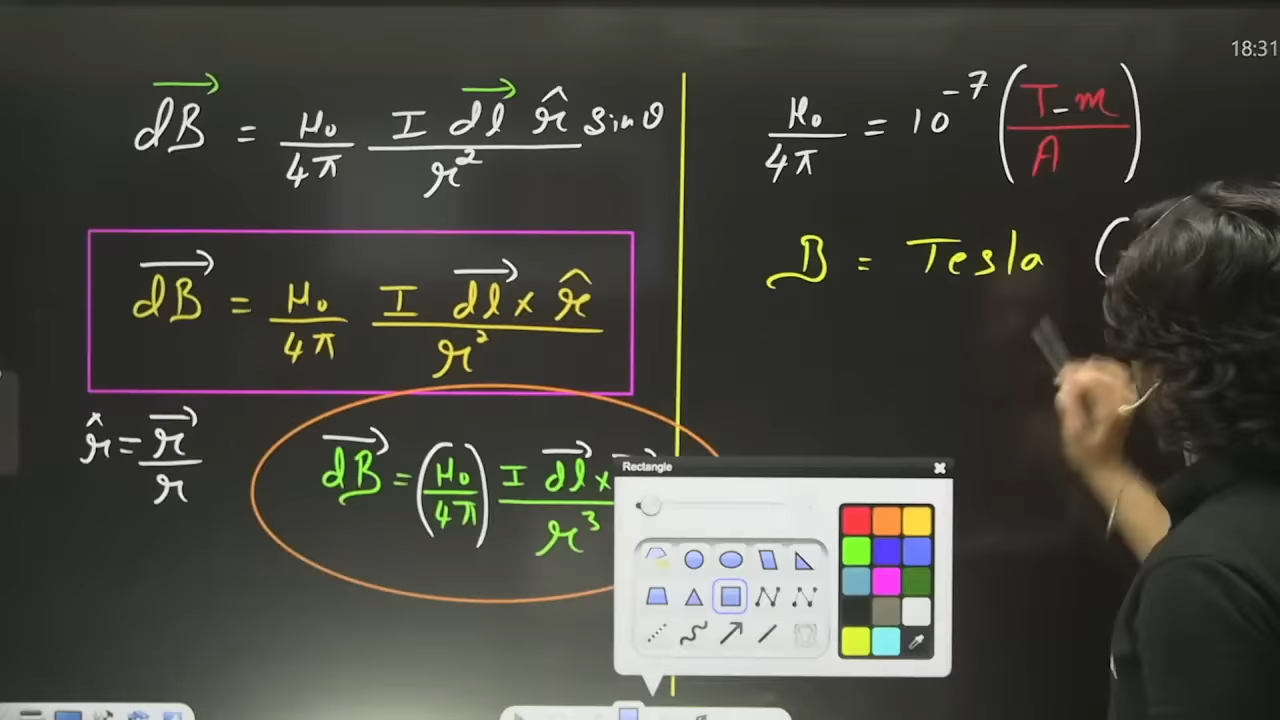 18:31
dB⃗ = μ₀/4π I dl⃗ r̂ sinθ / r²
dB⃗ = μ₀/4π I dl⃗ × r̂ / r²
r̂ = r⃗/r
dB⃗ = (μ₀/4π) I dl⃗ × / r³
μ₀/4π = 10⁻⁷ (T-m/A)
B = Tesla (
Rectangle